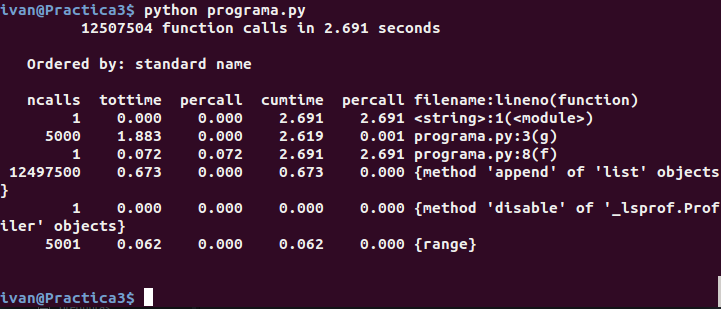 ivan@Practica3$ python programa.py
         12507504 function calls in 2.691 seconds
   Ordered by: standard name
   ncalls  tottime  percall  cumtime  percall filename:lineno(function)
        1    0.000    0.000    2.691    2.691 <string>:1(<module>)
     5000    1.883    0.000    2.619    0.001 programa.py:3(g)
        1    0.072    0.072    2.691    2.691 programa.py:8(f)
 12497500    0.673    0.000    0.673    0.000 {method 'append' of 'list' objects
}
        1    0.000    0.000    0.000    0.000 {method 'disable' of '_lsprof.Prof
iler' objects}
     5001    0.062    0.000    0.062    0.000 {range}
ivan@Practica3$